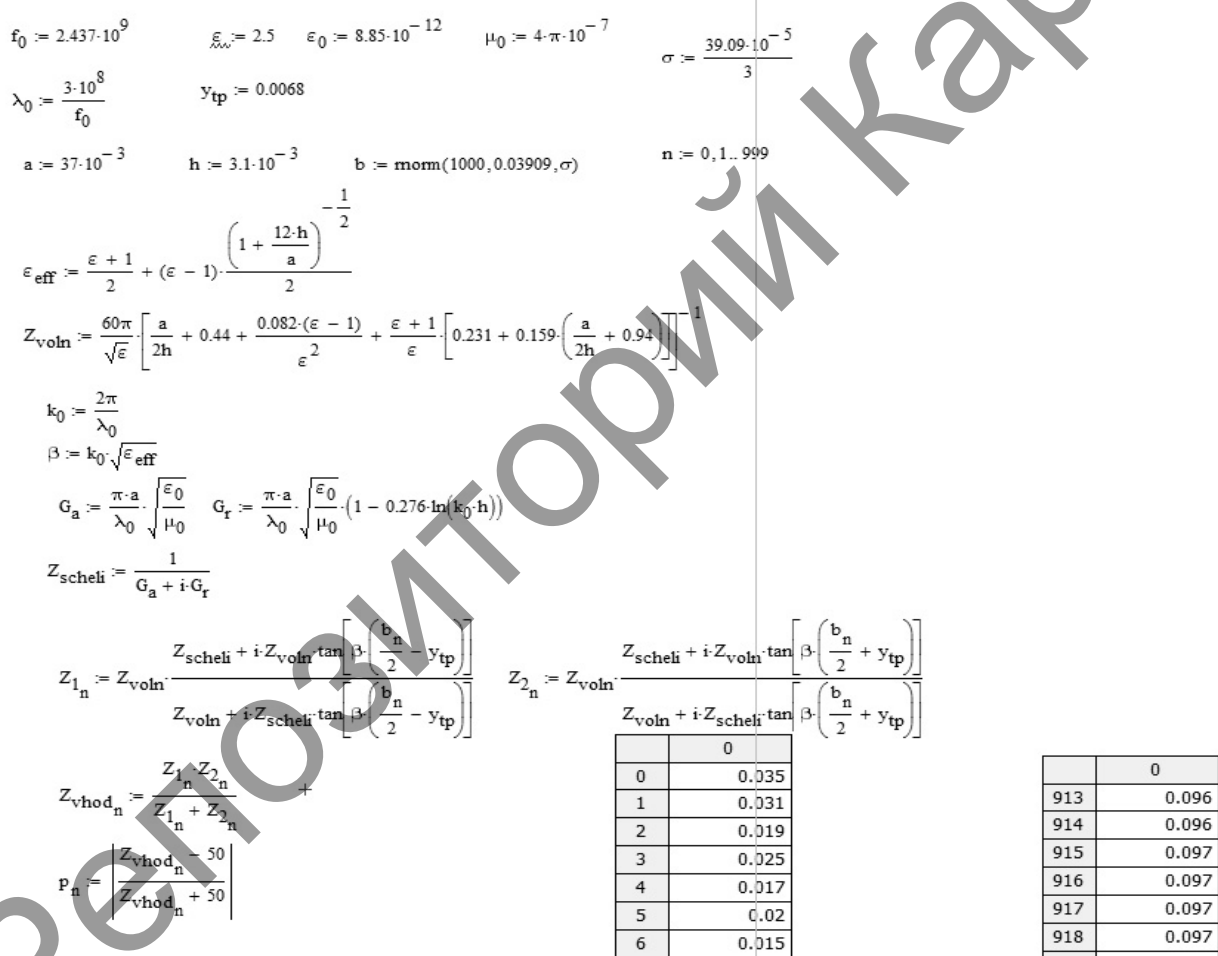 f0 := 2.437·10^9 ε := 2.5 ε0 := 8.85·10^−12 μ0 := 4·π·10^−7 σ := 39.09·10^−5 / 3
λ0 := 3·10^8 / f0 ytp := 0.0068
a := 37·10^−3 h := 3.1·10^−3 b := rnorm(1000,0.03909,σ) n := 0,1..999
εeff := (ε + 1)/2 + (ε − 1)·(1 + 12·h/a)^(−1/2) / 2
Zvoln := 60π/√ε·[a/2h + 0.44 + 0.082·(ε − 1)/ε^2 + (ε + 1)/ε·[0.231 + 0.159·(a/2h + 0.94)]]^−1
k0 := 2π/λ0
β := k0·√εeff
Ga := π·a/λ0·√(ε0/μ0) Gr := π·a/λ0·√(ε0/μ0)·(1 − 0.276·ln(k0·h))
Zscheli := 1/(Ga + i·Gr)
Z1n := Zvoln·(Zscheli + i·Zvoln·tan[β·(bn/2 − ytp)])/(Zvoln + i·Zscheli·tan[β·(bn/2 − ytp)]) Z2n := Zvoln·(Zscheli + i·Zvoln·tan[β·(bn/2 + ytp)])/(Zvoln + i·Zscheli·tan[β·(bn/2 + ytp)])
Zvhodn := Z1n·Z2n/(Z1n + Z2n)
pn := |(Zvhodn − 50)/(Zvhodn + 50)|
0
0 0.035
1 0.031
2 0.019
3 0.025
4 0.017
5 0.02
6 0.015
0
913 0.096
914 0.096
915 0.097
916 0.097
917 0.097
918 0.097
Репозиторий Кар